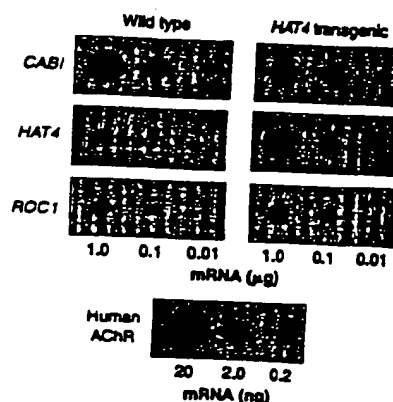 Wild type HAT4 transgenic
CABI
HAT4
ROC1
1.0 0.1 0.01 1.0 0.1 0.01
mRNA (µg)
Human
AChR
20 2.0 0.2
mRNA (ng)